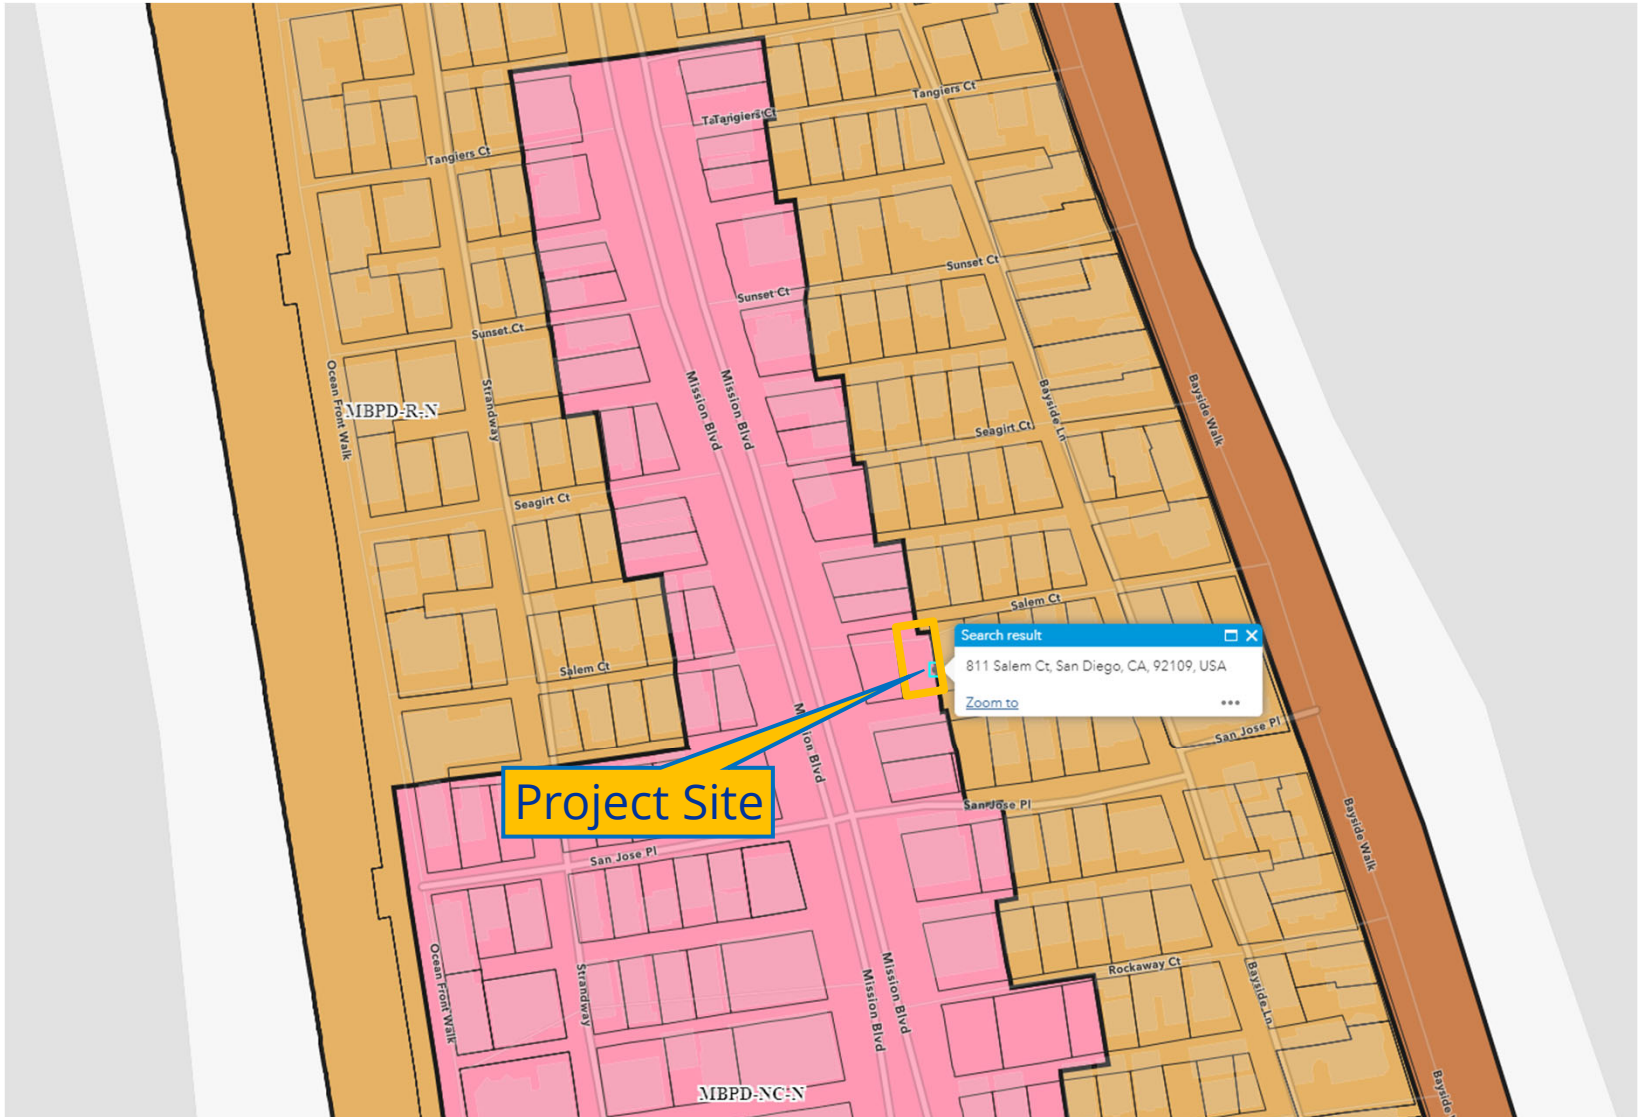 Tangiers Ct
TaTangiers Ct
Tangiers Ct
Sunset Ct
Sunset Ct
Sunset Ct
Ocean Front Walk
MBPD-R-N
Strandway
Mission Blvd
Mission Blvd
Bayside Ln
Bayside Walk
Seagirt Ct
Seagirt Ct
Salem Ct
Salem Ct
Search result
811 Salem Ct, San Diego, CA, 92109, USA
Zoom to
•••
San Jose Pl
Project Site
San Jose Pl
San Jose Pl
Bayside Walk
Ocean Front Walk
Strandway
Mission Blvd
Mission Blvd
Rockaway Ct
Bayside Ln
MBPD-NC-N
Bayside